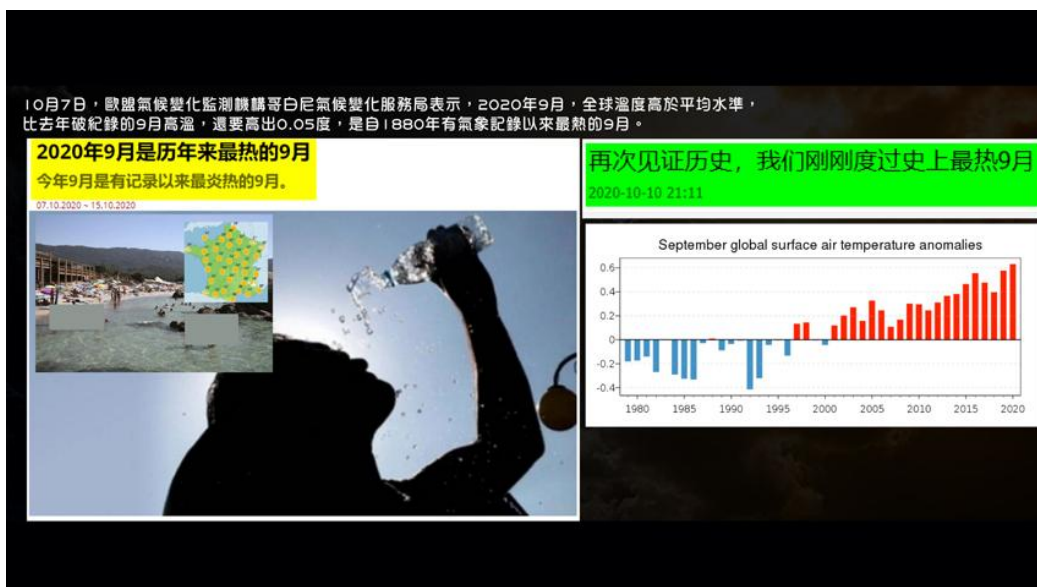 10月7日，歐盟氣候變化監測機構哥白尼氣候變化服務局表示，2020年9月，全球溫度高於平均水準，
比去年破紀錄的9月高溫，還要高出0.05度，是自1880年有氣象記錄以來最熱的9月。
2020年9月是历年来最热的9月
今年9月是有记录以来最炎热的9月。
07.10.2020 ~ 15.10.2020
再次见证历史，我们刚刚度过史上最热9月
2020-10-10 21:11
September global surface air temperature anomalies
0.6
0.4
0.2
0
-0.2
-0.4
1980 1985 1990 1995 2000 2005 2010 2015 2020